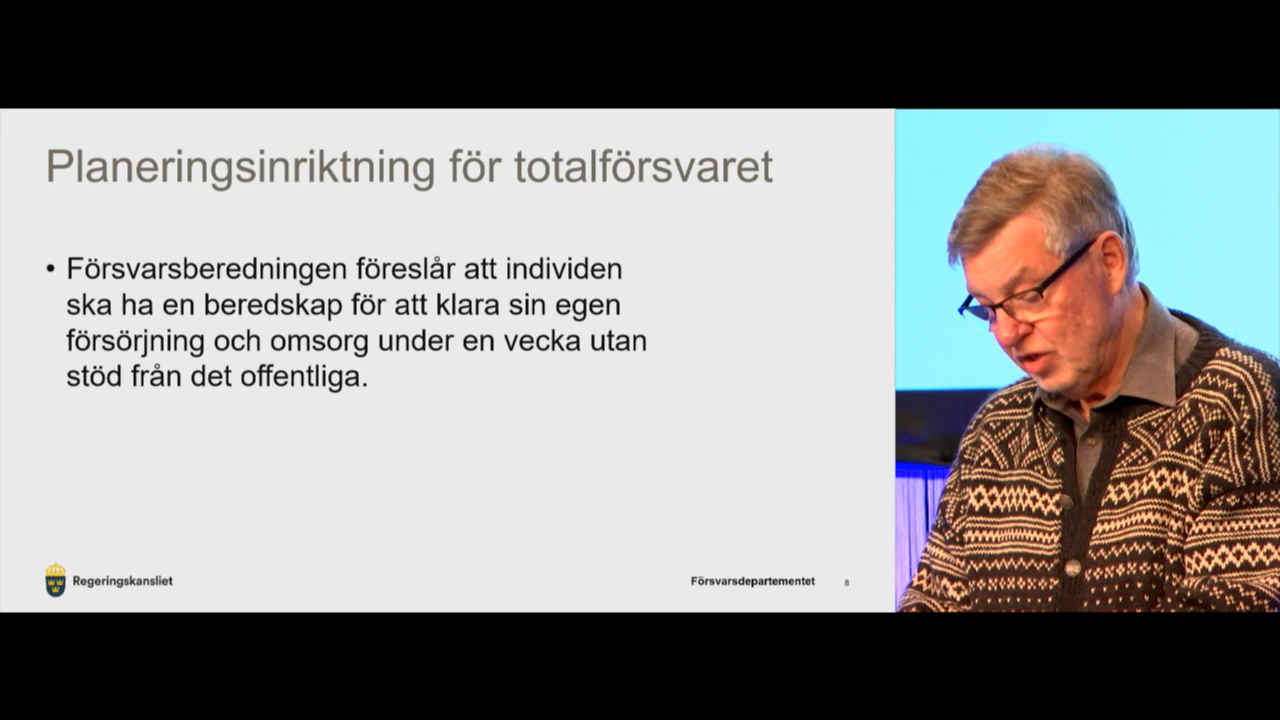 Planeringsinriktning för totalförsvaret
• Försvarsberedningen föreslår att individen
ska ha en beredskap för att klara sin egen
försörjning och omsorg under en vecka utan
stöd från det offentliga.
Regeringskansliet
Försvarsdepartementet
8